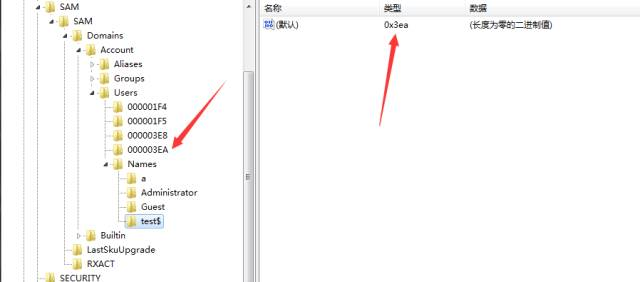 SAM
SAM
Domains
Account
Aliases
Groups
Users
000001F4
000001F5
000003E8
000003EA
Names
a
Administrator
Guest
test$
Builtin
LastSkuUpgrade
RXACT
SECURITY
名称 类型 数据
(默认) 0x3ea (长度为零的二进制值)